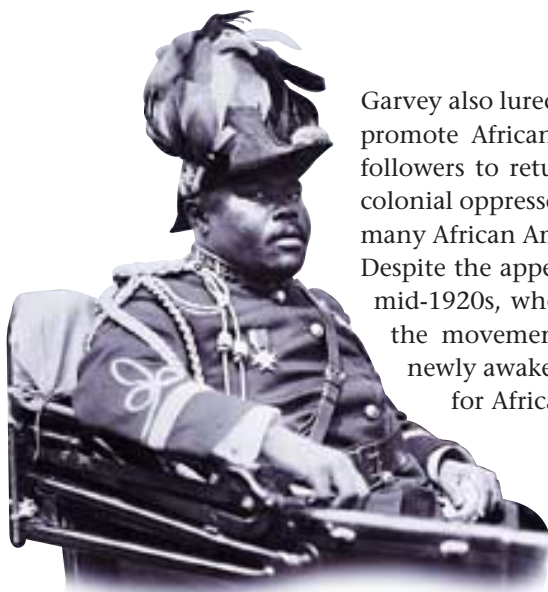 Garvey also lured
promote African
followers to retu
colonial oppresse
many African An
Despite the appe
mid-1920s, whe
the movemen
newly awake
for Africa